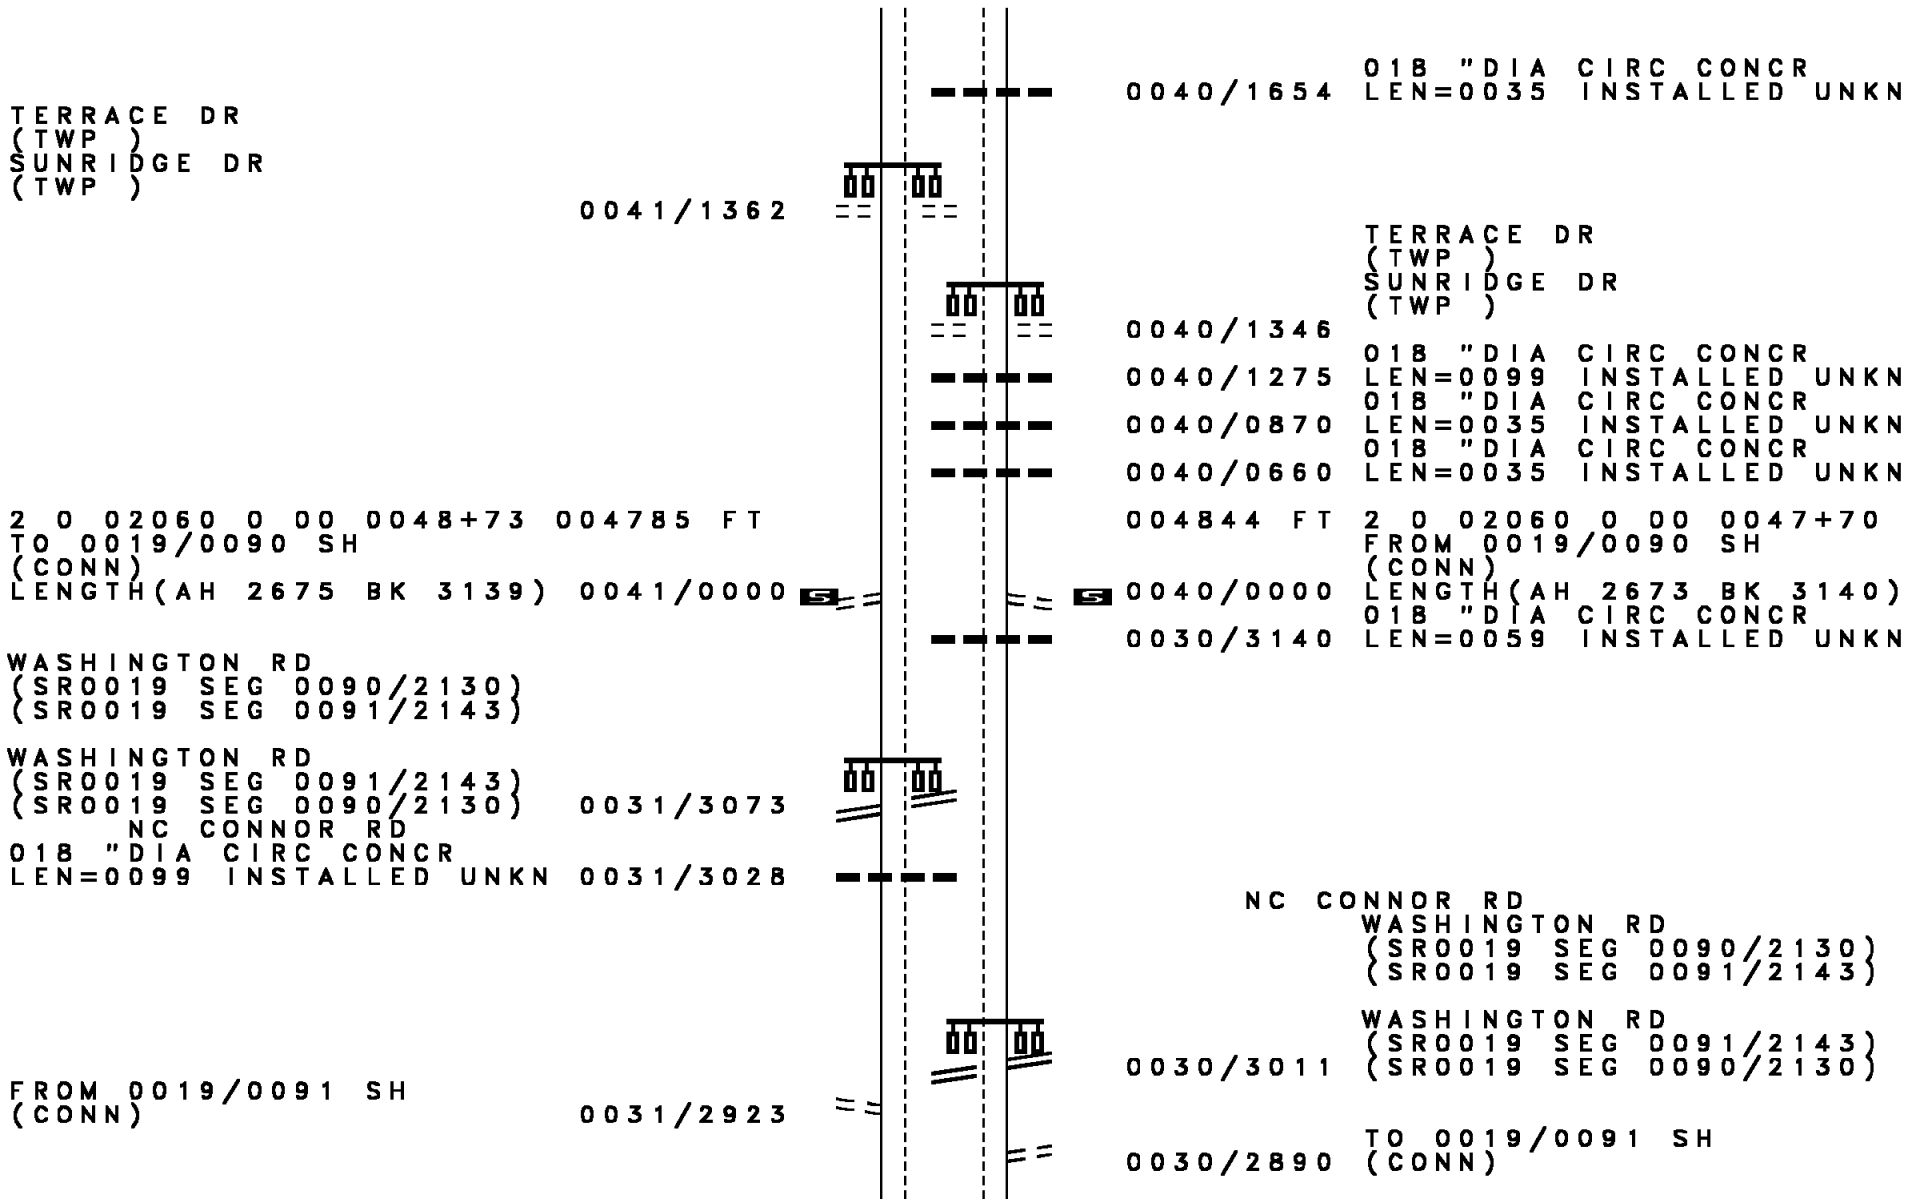 018 "DIA CIRC CONCR
0040/1654 LEN=0035 INSTALLED UNKN
TERRACE DR
(TWP )
SUNRIDGE DR
(TWP )
0041/1362
TERRACE DR
(TWP )
SUNRIDGE DR
(TWP )
0040/1346
018 "DIA CIRC CONCR
0040/1275 LEN=0099 INSTALLED UNKN
018 "DIA CIRC CONCR
0040/0870 LEN=0035 INSTALLED UNKN
018 "DIA CIRC CONCR
0040/0660 LEN=0035 INSTALLED UNKN
2 0 02060 0 00 0048+73 004785 FT
TO 0019/0090 SH
(CONN)
LENGTH(AH 2675 BK 3139) 0041/0000 S
004844 FT 2 0 02060 0 00 0047+70
FROM 0019/0090 SH
(CONN)
S 0040/0000 LENGTH(AH 2673 BK 3140)
018 "DIA CIRC CONCR
0030/3140 LEN=0059 INSTALLED UNKN
WASHINGTON RD
(SR0019 SEG 0090/2130)
(SR0019 SEG 0091/2143)
WASHINGTON RD
(SR0019 SEG 0091/2143)
(SR0019 SEG 0090/2130) 0031/3073
NC CONNOR RD
018 "DIA CIRC CONCR
LEN=0099 INSTALLED UNKN 0031/3028
NC CONNOR RD
WASHINGTON RD
(SR0019 SEG 0090/2130)
(SR0019 SEG 0091/2143)
WASHINGTON RD
(SR0019 SEG 0091/2143)
0030/3011 (SR0019 SEG 0090/2130)
FROM 0019/0091 SH
(CONN) 0031/2923
TO 0019/0091 SH
0030/2890 (CONN)